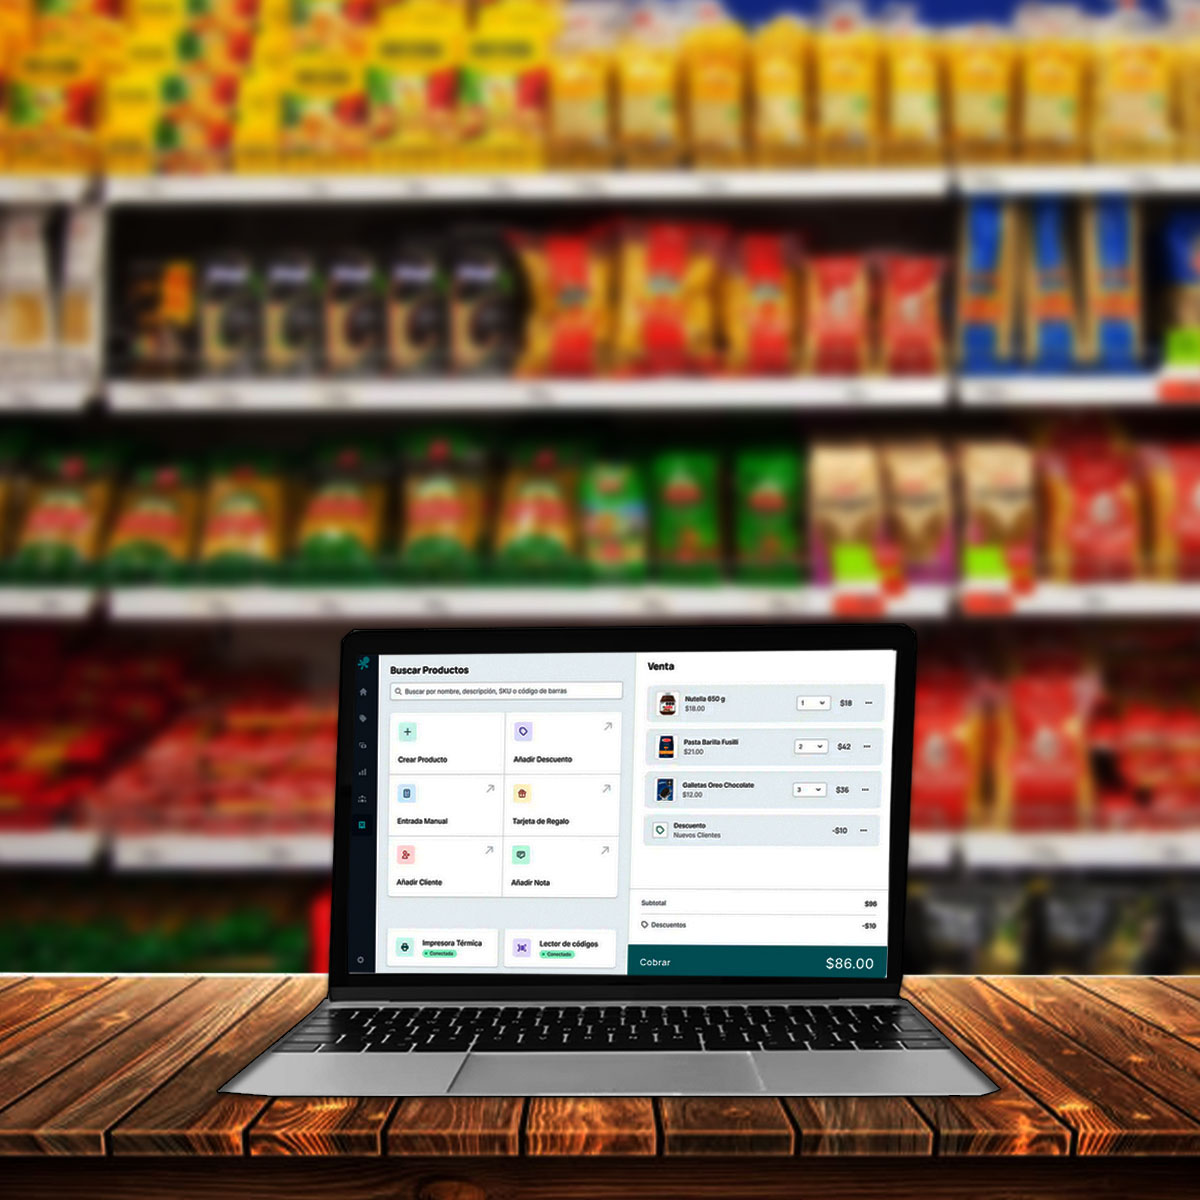 Buscar Productos
Buscar por nombre, descripción, SKU o código de barras
Crear Producto
Añadir Descuento
Entrada Manual
Tarjeta de Regalo
Añadir Cliente
Añadir Nota
Impresora Térmica
Conectada
Lector de códigos
Conectado
Venta
Nutella 650 g
$18.00
1
$18
Pasta Barilla Fusilli
$21.00
2
$42
Galletas Oreo Chocolate
$12.00
3
$36
Descuento
Nuevos Clientes
-$10
Subtotal
$96
Descuentos
-$10
Cobrar
$86.00